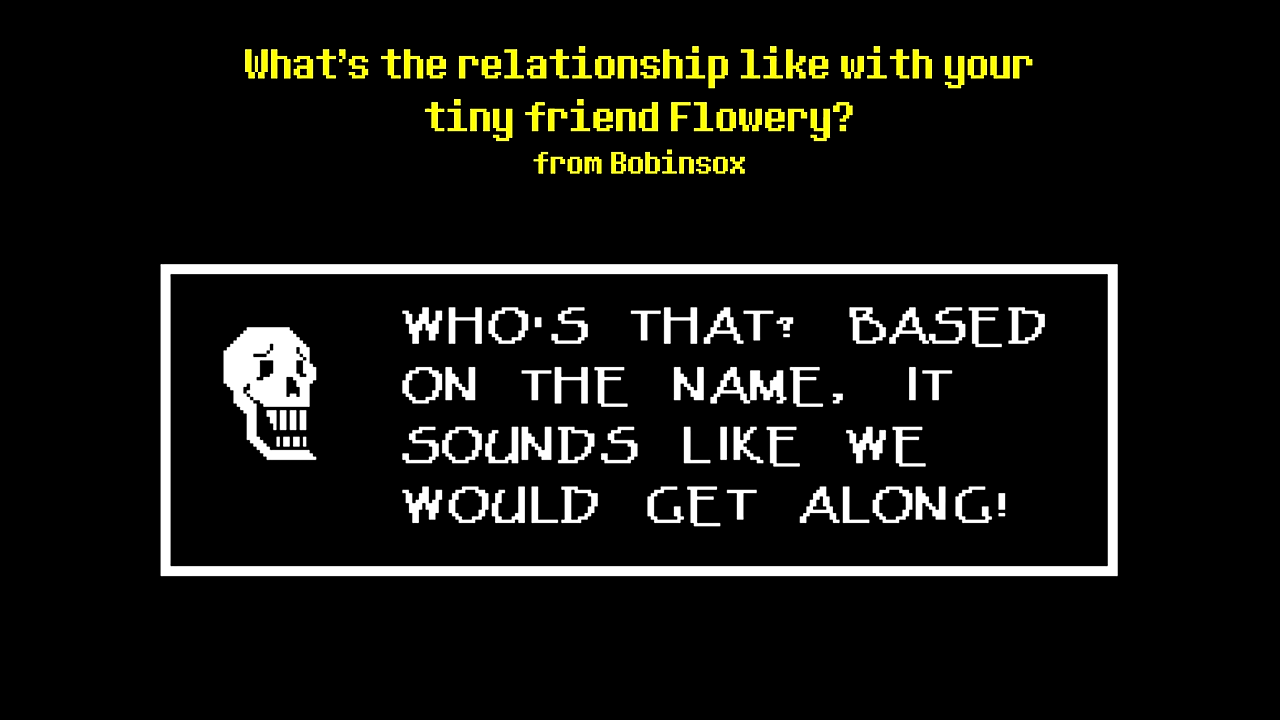 What's the relationship like with your
tiny friend Flowery?
from Bobinsox
WHO'S THAT? BASED
ON THE NAME, IT
SOUNDS LIKE WE
WOULD GET ALONG!